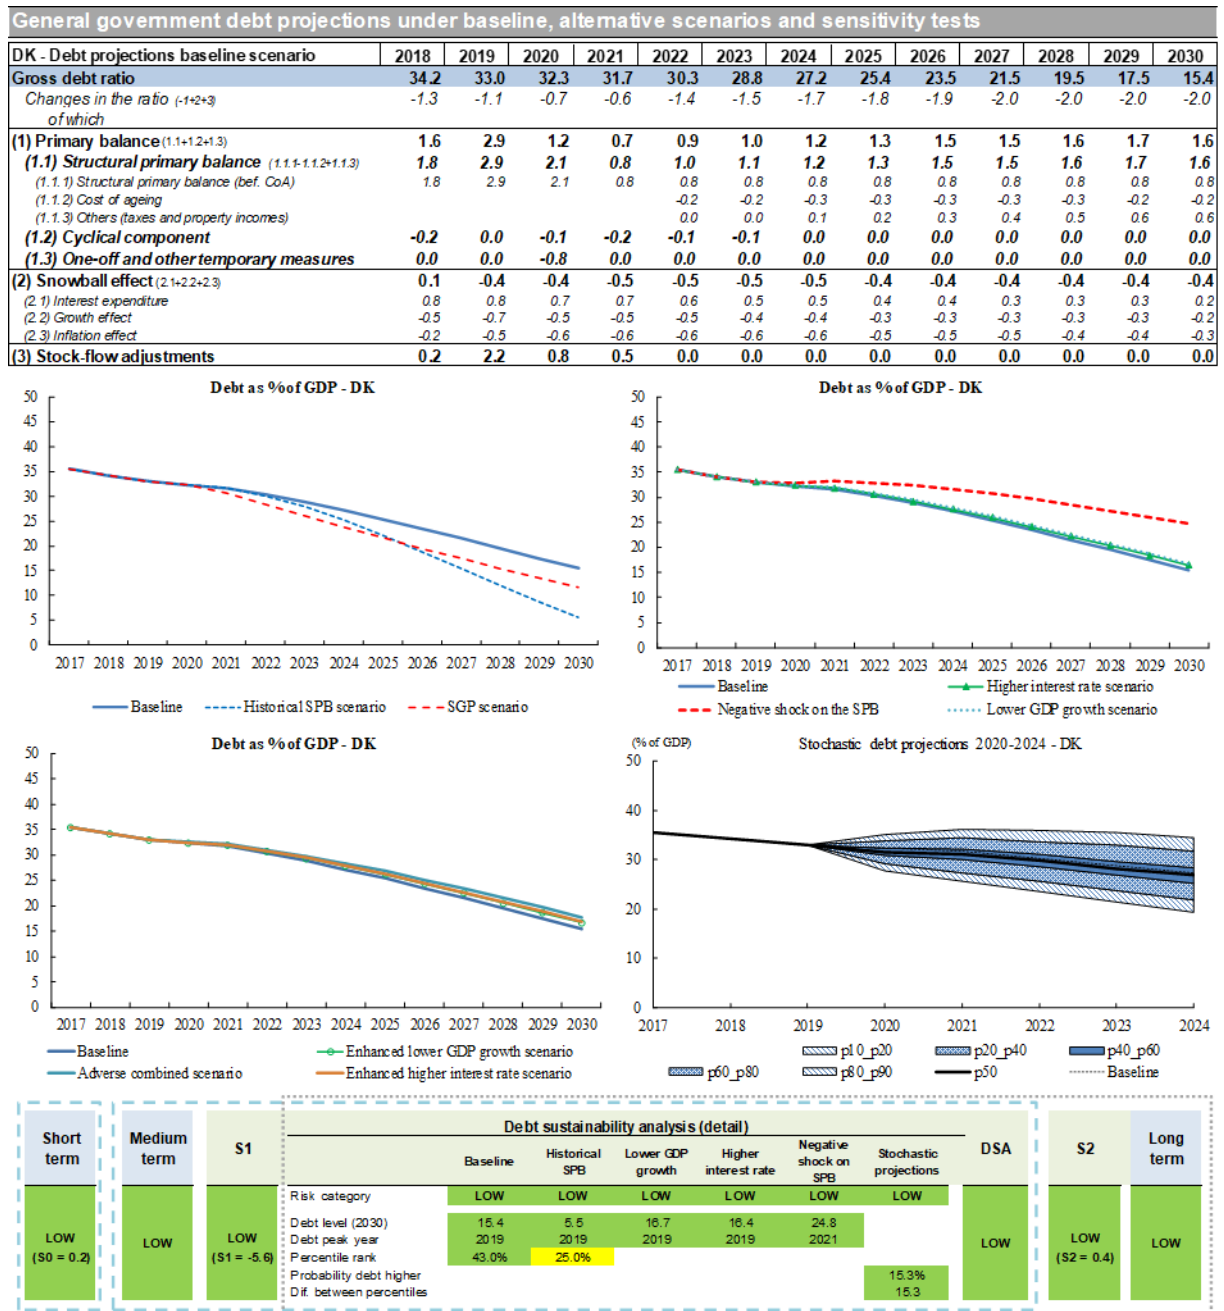 General government debt projections under baseline, alternative scenarios and sensitivity tests
DK - Debt projections baseline scenario 2018 2019 2020 2021 2022 2023 2024 2025 2026 2027 2028 2029 2030
Gross debt ratio 34.2 33.0 32.3 31.7 30.3 28.8 27.2 25.4 23.5 21.5 19.5 17.5 15.4
Changes in the ratio (-1+2+3) -1.3 -1.1 -0.7 -0.6 -1.4 -1.5 -1.7 -1.8 -1.9 -2.0 -2.0 -2.0 -2.0
of which
(1) Primary balance (1.1+1.2+1.3) 1.6 2.9 1.2 0.7 0.9 1.0 1.2 1.3 1.5 1.5 1.6 1.7 1.6
(1.1) Structural primary balance (1.1.1-1.1.2+1.1.3) 1.8 2.9 2.1 0.8 1.0 1.1 1.2 1.3 1.5 1.5 1.6 1.7 1.6
(1.1.1) Structural primary balance (bef. CoA) 1.8 2.9 2.1 0.8 0.8 0.8 0.8 0.8 0.8 0.8 0.8 0.8 0.8
(1.1.2) Cost of ageing -0.2 -0.2 -0.3 -0.3 -0.3 -0.3 -0.3 -0.2 -0.2
(1.1.3) Others (taxes and property incomes) 0.0 0.0 0.1 0.2 0.3 0.4 0.5 0.6 0.6
(1.2) Cyclical component -0.2 0.0 -0.1 -0.2 -0.1 -0.1 0.0 0.0 0.0 0.0 0.0 0.0 0.0
(1.3) One-off and other temporary measures 0.0 0.0 -0.8 0.0 0.0 0.0 0.0 0.0 0.0 0.0 0.0 0.0 0.0
(2) Snowball effect (2.1+2.2+2.3) 0.1 -0.4 -0.4 -0.5 -0.5 -0.5 -0.5 -0.4 -0.4 -0.4 -0.4 -0.4 -0.4
(2.1) Interest expenditure 0.8 0.8 0.7 0.7 0.6 0.5 0.5 0.4 0.4 0.3 0.3 0.3 0.2
(2.2) Growth effect -0.5 -0.7 -0.5 -0.5 -0.5 -0.4 -0.4 -0.3 -0.3 -0.3 -0.3 -0.3 -0.2
(2.3) Inflation effect -0.2 -0.5 -0.6 -0.6 -0.6 -0.6 -0.6 -0.5 -0.5 -0.5 -0.4 -0.4 -0.3
(3) Stock-flow adjustments 0.2 2.2 0.8 0.5 0.0 0.0 0.0 0.0 0.0 0.0 0.0 0.0 0.0
Debt as % of GDP - DK
50
45
40
35
30
25
20
15
10
5
0
2017 2018 2019 2020 2021 2022 2023 2024 2025 2026 2027 2028 2029 2030
Baseline Historical SPB scenario SGP scenario
Debt as % of GDP - DK
50
45
40
35
30
25
20
15
10
5
0
2017 2018 2019 2020 2021 2022 2023 2024 2025 2026 2027 2028 2029 2030
Baseline Higher interest rate scenario
Negative shock on the SPB Lower GDP growth scenario
Debt as % of GDP - DK
50
45
40
35
30
25
20
15
10
5
0
2017 2018 2019 2020 2021 2022 2023 2024 2025 2026 2027 2028 2029 2030
Baseline Enhanced lower GDP growth scenario
Adverse combined scenario Enhanced higher interest rate scenario
(% of GDP) Stochastic debt projections 2020-2024 - DK
50
40
30
20
10
0
2017 2018 2019 2020 2021 2022 2023 2024
p10_p20 p20_p40 p40_p60
p60_p80 p80_p90 p50 Baseline
Short term
LOW
(S0 = 0.2)
Medium term
LOW
S1
LOW
(S1 = -5.6)
Debt sustainability analysis (detail)
Baseline Historical SPB Lower GDP growth Higher interest rate Negative shock on SPB Stochastic projections
Risk category LOW LOW LOW LOW LOW LOW
Debt level (2030) 15.4 5.5 16.7 16.4 24.8
Debt peak year 2019 2019 2019 2019 2021
Percentile rank 43.0% 25.0%
Probability debt higher 15.3%
Dif. between percentiles 15.3
DSA
LOW
S2
LOW
(S2 = 0.4)
Long term
LOW